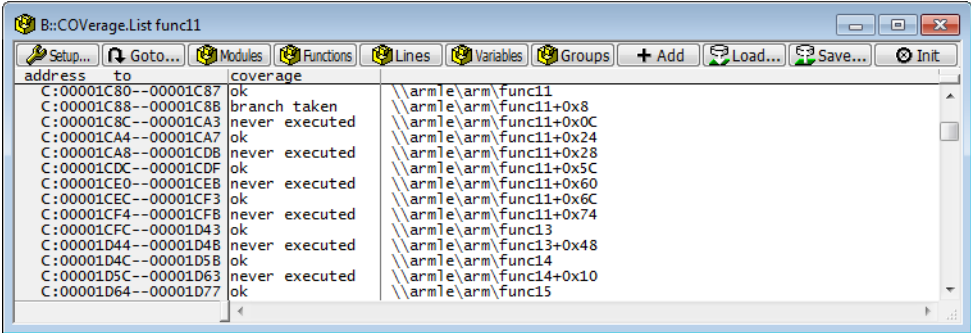 B::COVerage.List func11
Setup... Goto... Modules Functions Lines Variables Groups Add Load... Save... Init
address to coverage
C:00001C80--00001C87 ok \\armle\arm\func11
C:00001C88--00001C8B branch taken \\armle\arm\func11+0x8
C:00001C8C--00001CA3 never executed \\armle\arm\func11+0x0C
C:00001CA4--00001CA7 ok \\armle\arm\func11+0x24
C:00001CA8--00001CDB never executed \\armle\arm\func11+0x28
C:00001CDC--00001CDF ok \\armle\arm\func11+0x5C
C:00001CE0--00001CEB never executed \\armle\arm\func11+0x60
C:00001CEC--00001CF3 ok \\armle\arm\func11+0x6C
C:00001CF4--00001CFB never executed \\armle\arm\func11+0x74
C:00001CFC--00001D43 ok \\armle\arm\func13
C:00001D44--00001D4B never executed \\armle\arm\func13+0x48
C:00001D4C--00001D5B ok \\armle\arm\func14
C:00001D5C--00001D63 never executed \\armle\arm\func14+0x10
C:00001D64--00001D77 ok \\armle\arm\func15